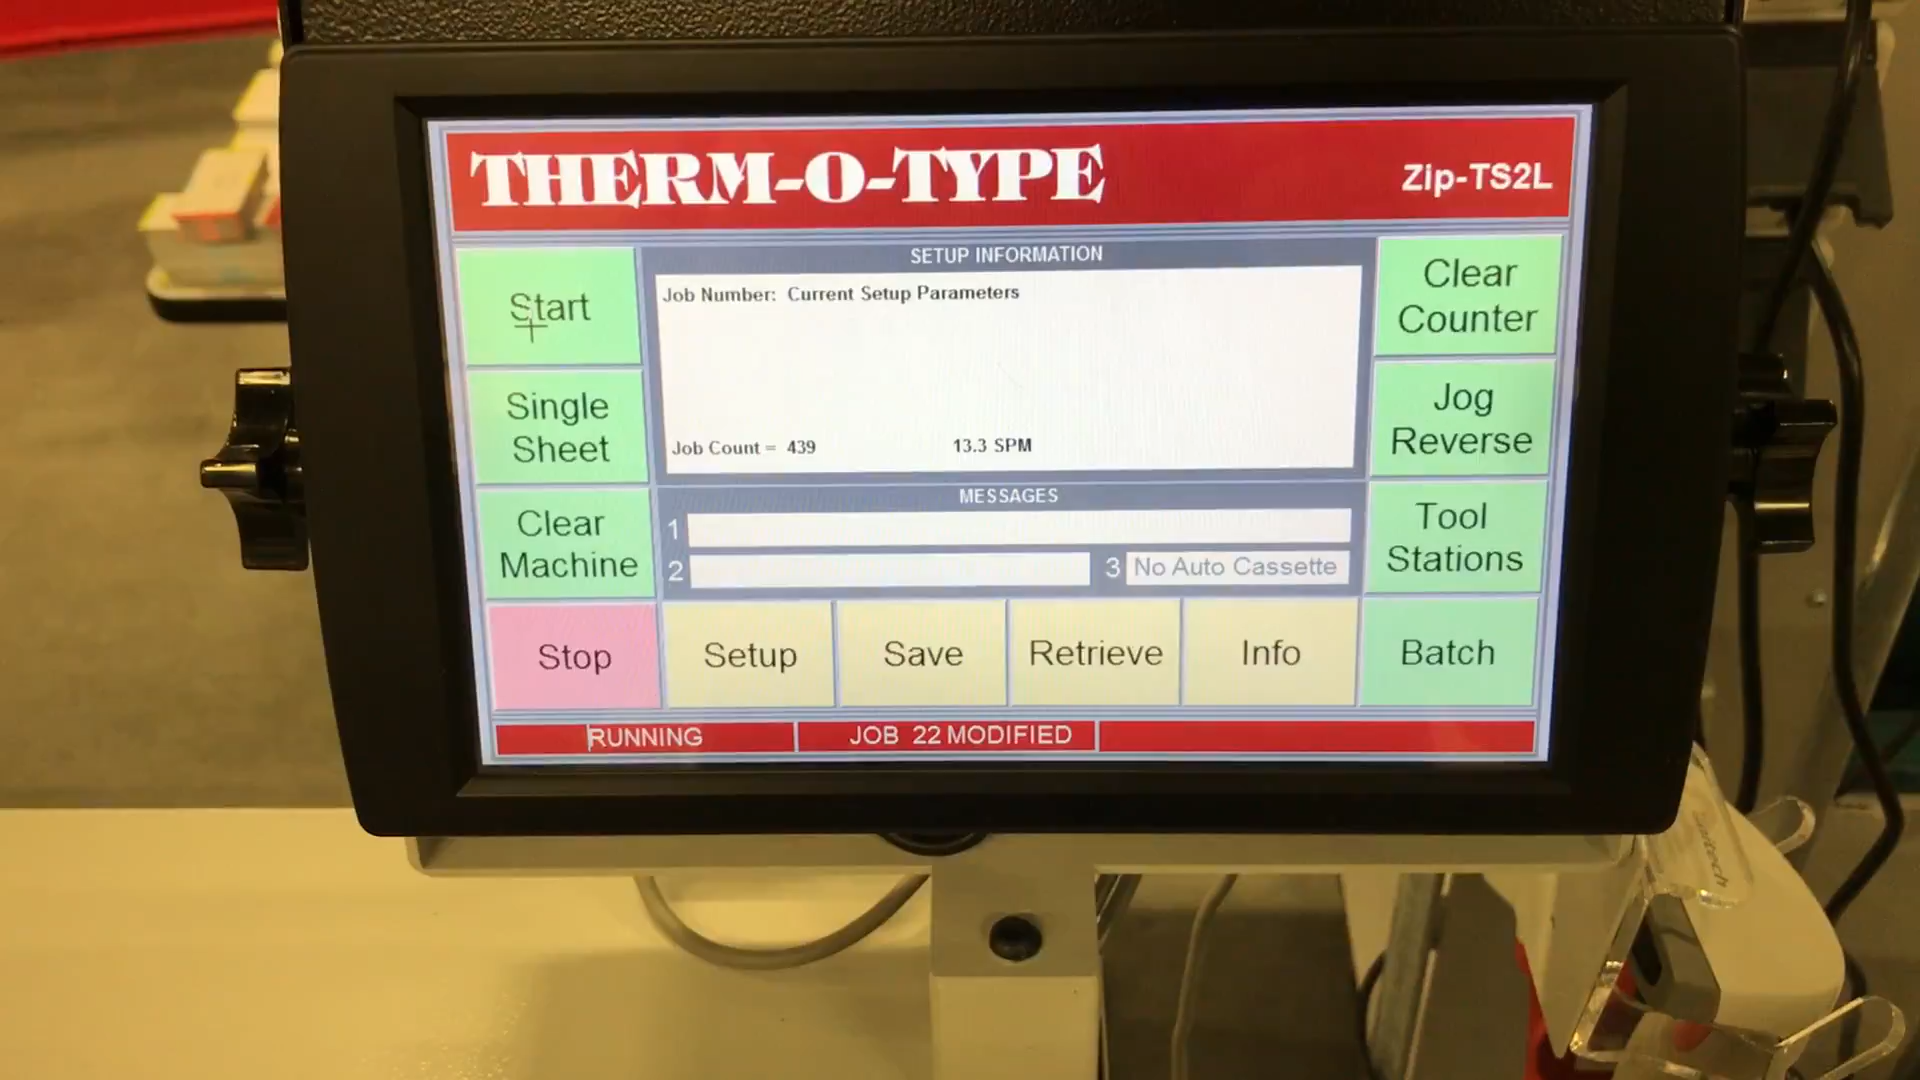 THERM-O-TYPE
Zip-TS2L
SETUP INFORMATION
Start
Job Number: Current Setup Parameters
Clear
Counter
Single
Sheet
Jog
Reverse
Job Count = 439
13.3 SPM
MESSAGES
Clear
Machine
1
2
3 No Auto Cassette
Tool
Stations
Stop
Setup
Save
Retrieve
Info
Batch
RUNNING
JOB 22 MODIFIED